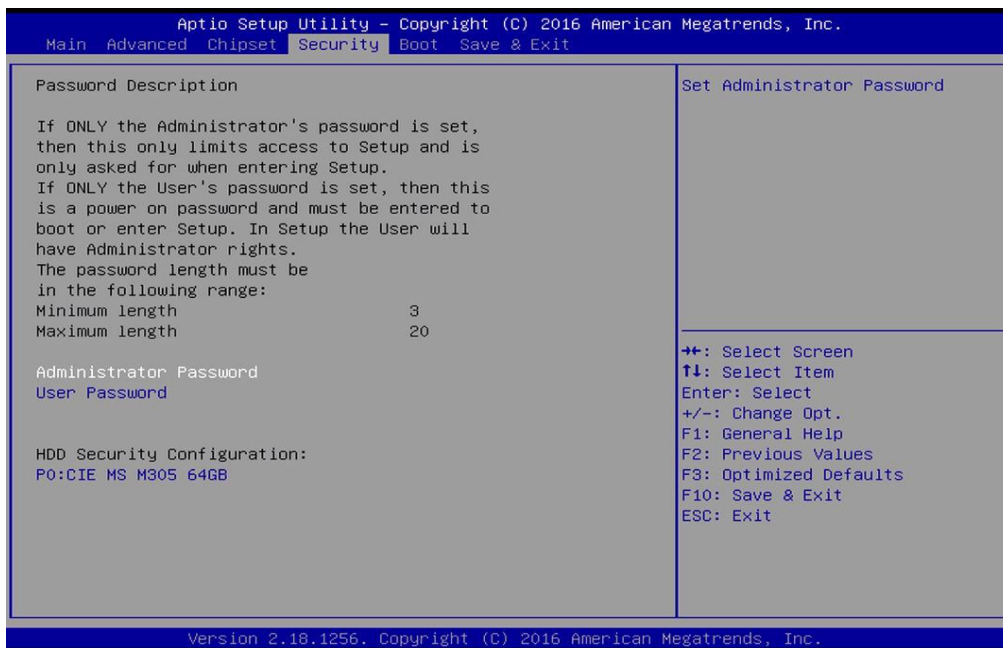 Aptio Setup Utility – Copyright (C) 2016 American Megatrends, Inc.
Main Advanced Chipset Security Boot Save & Exit
Password Description
If ONLY the Administrator's password is set,
then this only limits access to Setup and is
only asked for when entering Setup.
If ONLY the User's password is set, then this
is a power on password and must be entered to
boot or enter Setup. In Setup the User will
have Administrator rights.
The password length must be
in the following range:
Minimum length 3
Maximum length 20
Administrator Password
User Password
HDD Security Configuration:
P0:CIE MS M305 64GB
Set Administrator Password
→←: Select Screen
↑↓: Select Item
Enter: Select
+/-: Change Opt.
F1: General Help
F2: Previous Values
F3: Optimized Defaults
F10: Save & Exit
ESC: Exit
Version 2.18.1256. Copyright (C) 2016 American Megatrends, Inc.